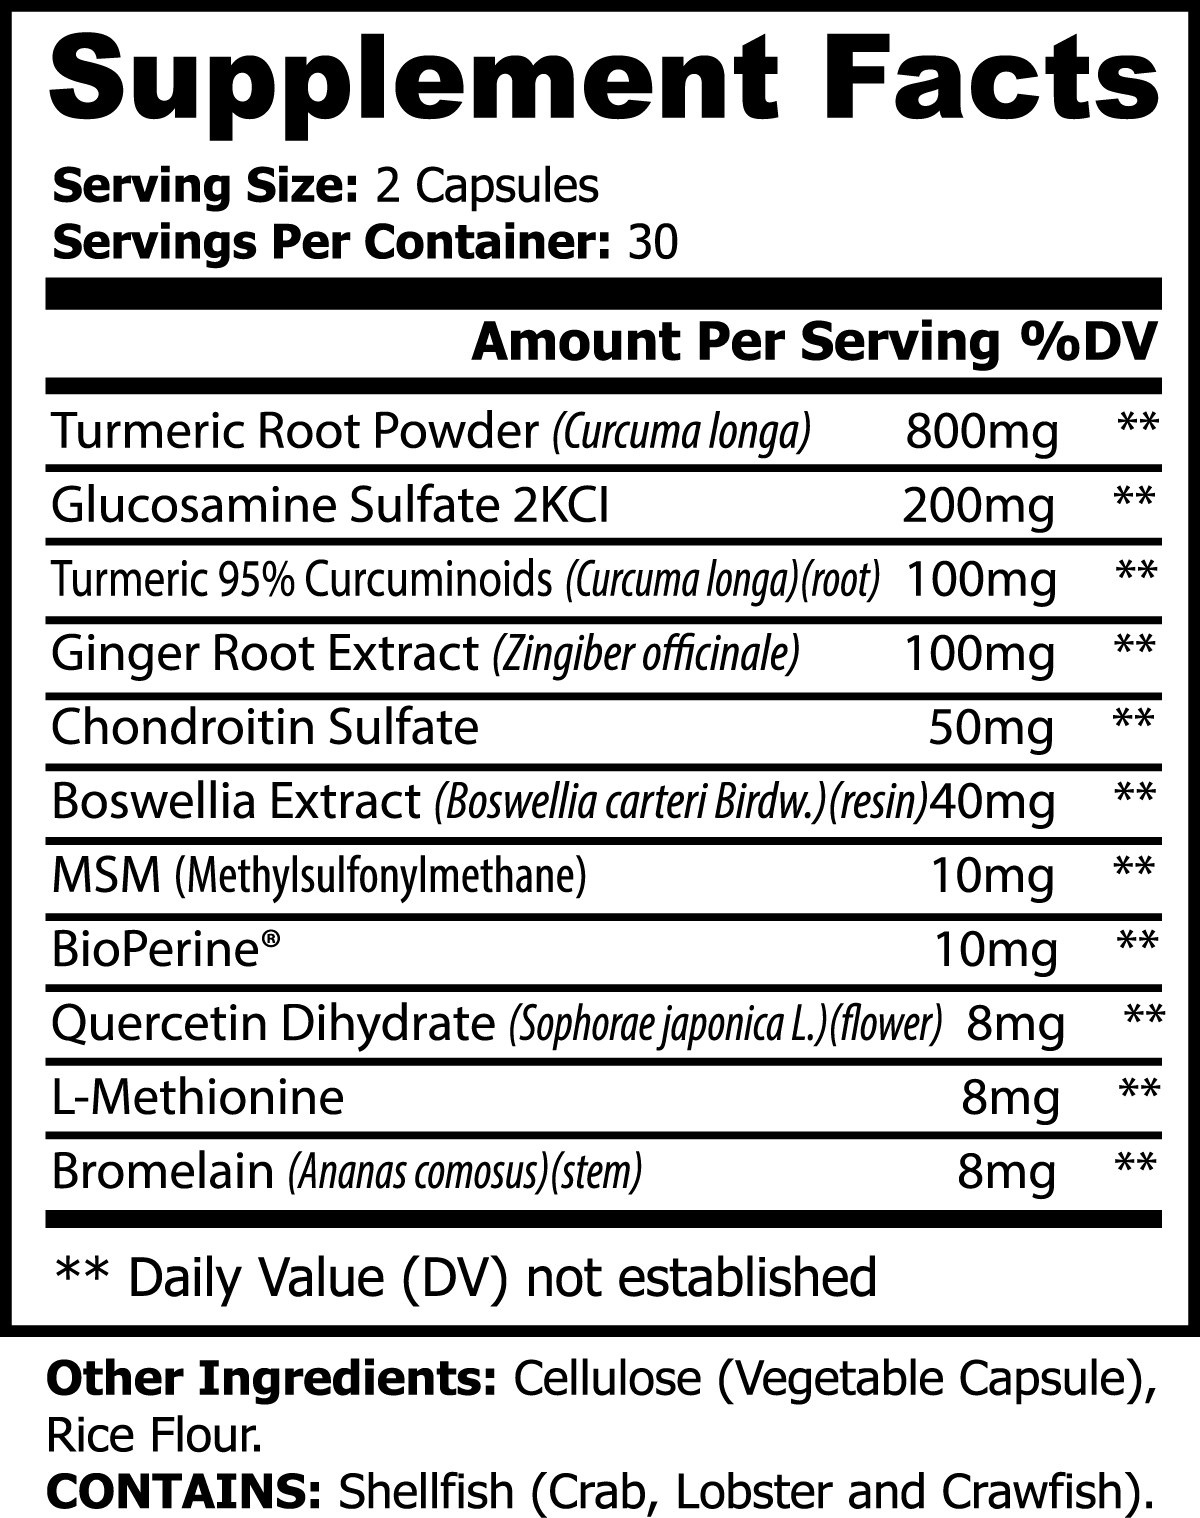 Supplement Facts
Serving Size: 2 Capsules
Servings Per Container: 30
Amount Per Serving %DV
Turmeric Root Powder (Curcuma longa) 800mg **
Glucosamine Sulfate 2KCl 200mg **
Turmeric 95% Curcuminoids (Curcuma longa)(root) 100mg **
Ginger Root Extract (Zingiber officinale) 100mg **
Chondroitin Sulfate 50mg **
Boswellia Extract (Boswellia carteri Birdw.)(resin) 40mg **
MSM (Methylsulfonylmethane) 10mg **
BioPerine® 10mg **
Quercetin Dihydrate (Sophorae japonica L.)(flower) 8mg **
L-Methionine 8mg **
Bromelain (Ananas comosus)(stem) 8mg **
** Daily Value (DV) not established
Other Ingredients: Cellulose (Vegetable Capsule),
Rice Flour.
CONTAINS: Shellfish (Crab, Lobster and Crawfish).